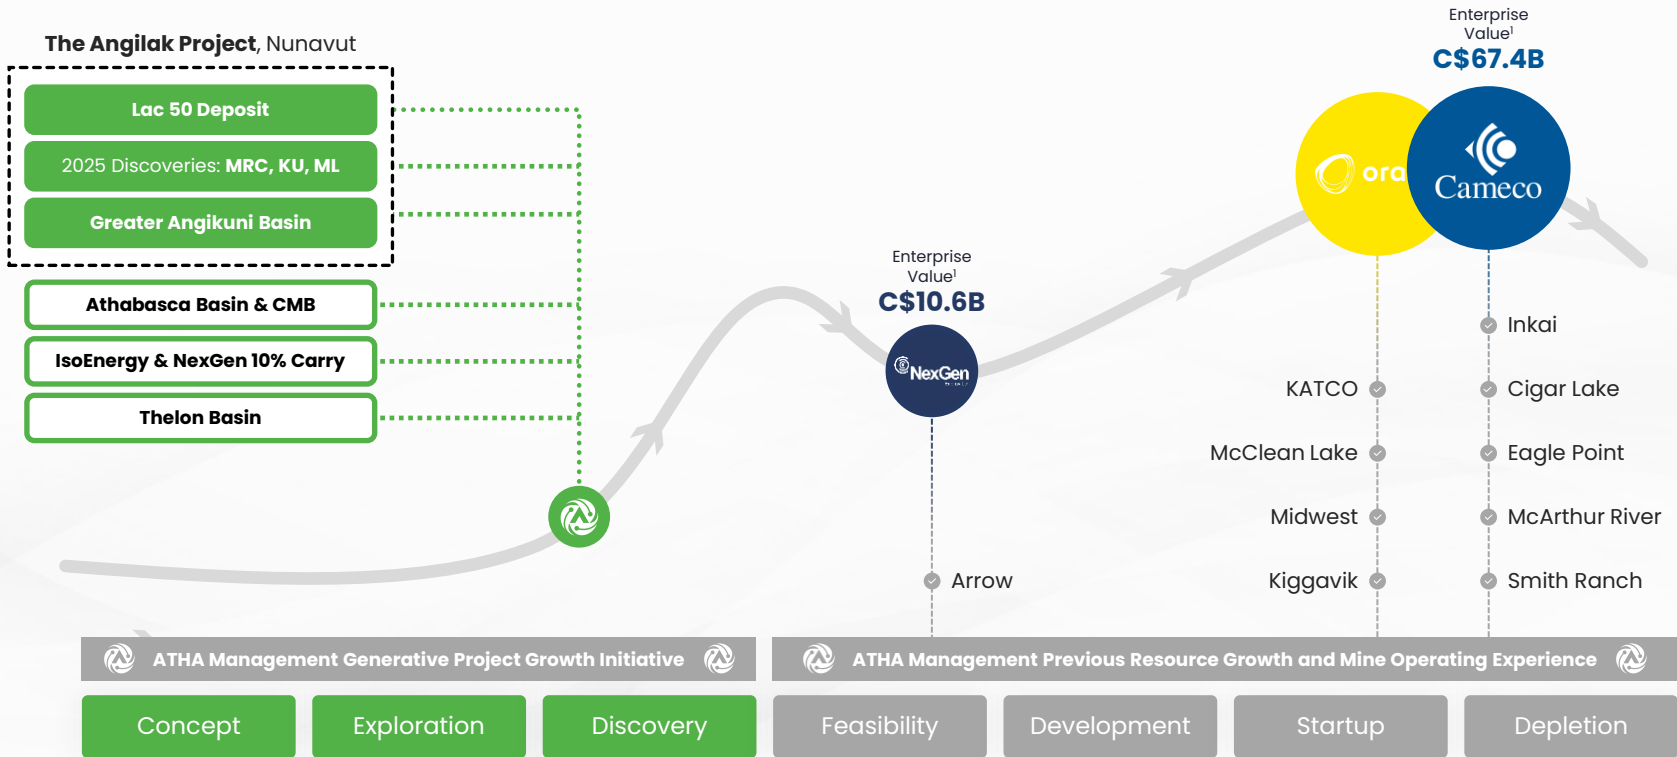 The Angilak Project, Nunavut
Lac 50 Deposit
2025 Discoveries: MRC, KU, ML
Greater Angikuni Basin
Athabasca Basin & CMB
IsoEnergy & NexGen 10% Carry
Thelon Basin
Enterprise
Value¹
C$10.6B
NexGen
Arrow
ora
KATCO
McClean Lake
Midwest
Kiggavik
Enterprise
Value¹
C$67.4B
Cameco
Inkai
Cigar Lake
Eagle Point
McArthur River
Smith Ranch
ATHA Management Generative Project Growth Initiative
ATHA Management Previous Resource Growth and Mine Operating Experience
Concept
Exploration
Discovery
Feasibility
Development
Startup
Depletion